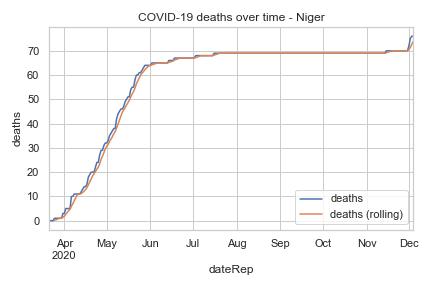 COVID-19 deaths over time - Niger
deaths
70
60
50
40
30
20
10
0
deaths
deaths (rolling)
Apr May Jun Jul Aug Sep Oct Nov Dec
2020
dateRep